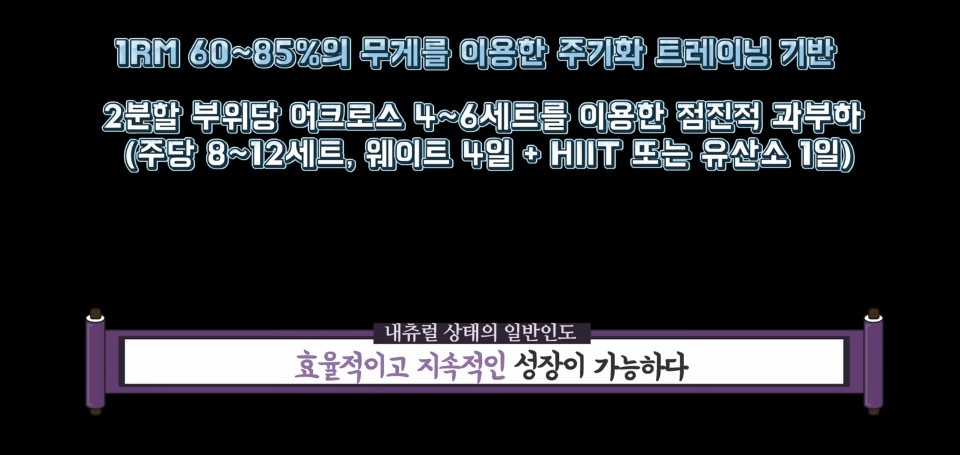 1RM 60~85%의 무게를 이용한 주기화 트레이닝 기반
2분할 부위당 어크로스 4~6세트를 이용한 점진적 과부하
(주당 8~12세트, 웨이트 4일 + HIIT 또는 유산소 1일)
내츄럴 상태의 일반인도
효율적이고 지속적인 성장이 가능하다